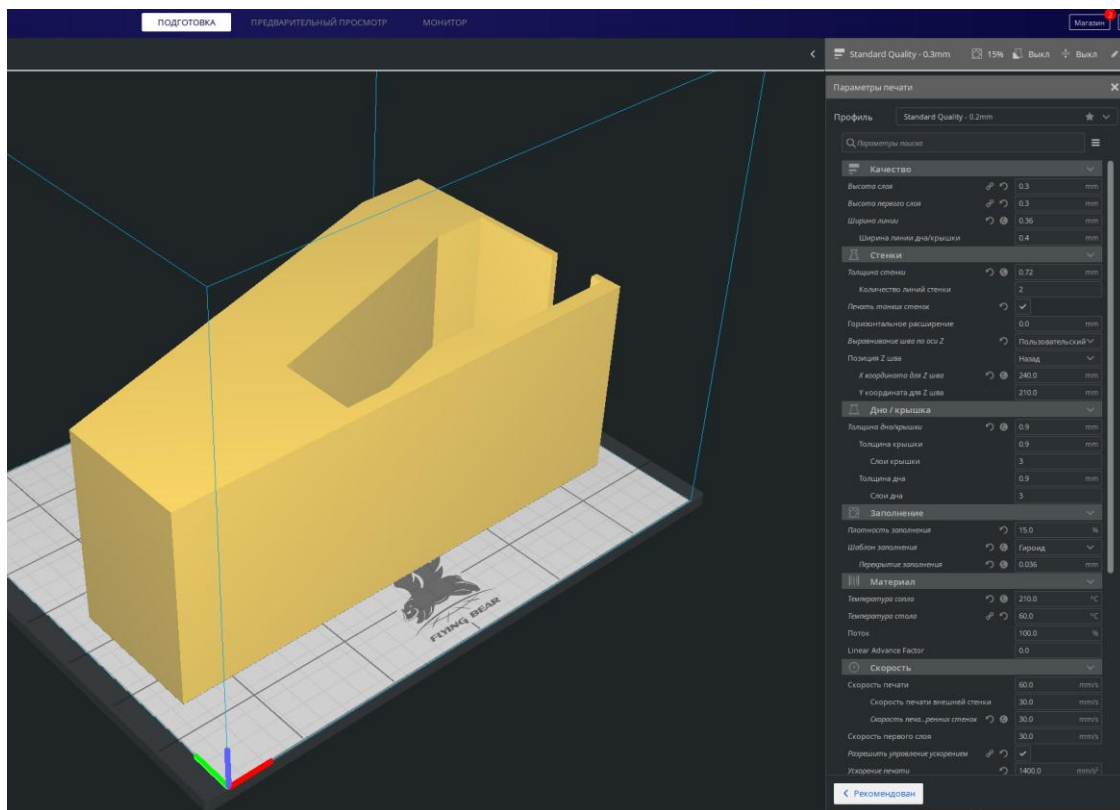 ПОДГОТОВКА ПРЕДВАРИТЕЛЬНЫЙ ПРОСМОТР МОНИТОР Магазин 2
Standard Quality - 0.3mm 15% Выкл Выкл
Параметры печати
Профиль Standard Quality - 0.2mm
Параметры поиска
Качество
Высота слоя 0.3 mm
Высота первого слоя 0.3 mm
Ширина линии 0.36 mm
Ширина линии дна/крышки 0.4 mm
Стенки
Толщина стенки 0.72 mm
Количество линий стенки 2
Печать тонких стенок
Горизонтальное расширение 0.0 mm
Выравнивание шва по оси Z Пользовательский
Позиция Z шва Назад
X координата для Z шва 240.0 mm
Y координата для Z шва 210.0 mm
Дно / крышка
Толщина дна/крышки 0.9 mm
Толщина крышки 0.9 mm
Слои крышки 3
Толщина дна 0.9 mm
Слои дна 3
Заполнение
Плотность заполнения 15.0 %
Шаблон заполнения Гироид
Перекрытие заполнения 0.036 mm
Материал
Температура сопла 210.0 °C
Температура стола 60.0 °C
Поток 100.0 %
Linear Advance Factor 0.0
Скорость
Скорость печати 60.0 mm/s
Скорость печати внешней стенки 30.0 mm/s
Скорость печа...ренних стенок 30.0 mm/s
Скорость первого слоя 30.0 mm/s
Разрешить управление ускорением
Ускорение печати 1400.0 mm/s²
Рекомендован
FLYING BEAR